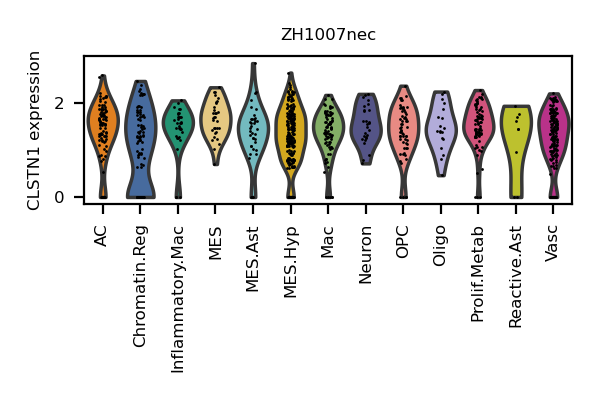 ZH1007nec
CLSTN1 expression
2
0
AC
Chromatin.Reg
Inflammatory.Mac
MES
MES.Ast
MES.Hyp
Mac
Neuron
OPC
Oligo
Prolif.Metab
Reactive.Ast
Vasc